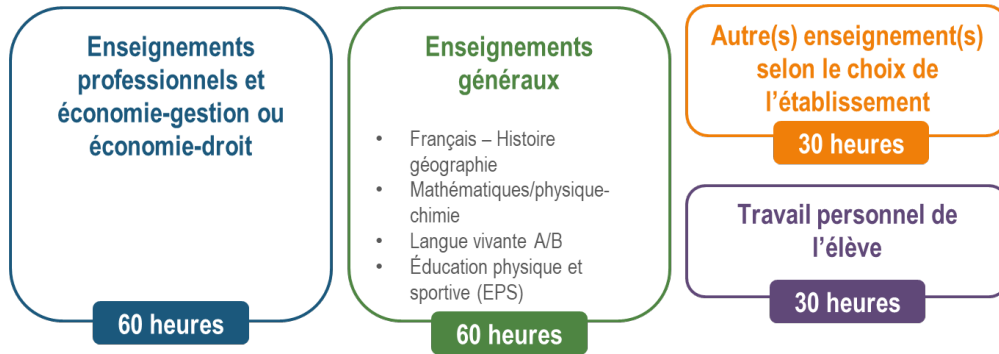 Enseignements
professionnels et
économie-gestion ou
économie-droit
60 heures
Enseignements
généraux
• Français – Histoire
géographie
• Mathématiques/physique-
chimie
• Langue vivante A/B
• Éducation physique et
sportive (EPS)
60 heures
Autre(s) enseignement(s)
selon le choix de
l’établissement
30 heures
Travail personnel de
l’élève
30 heures